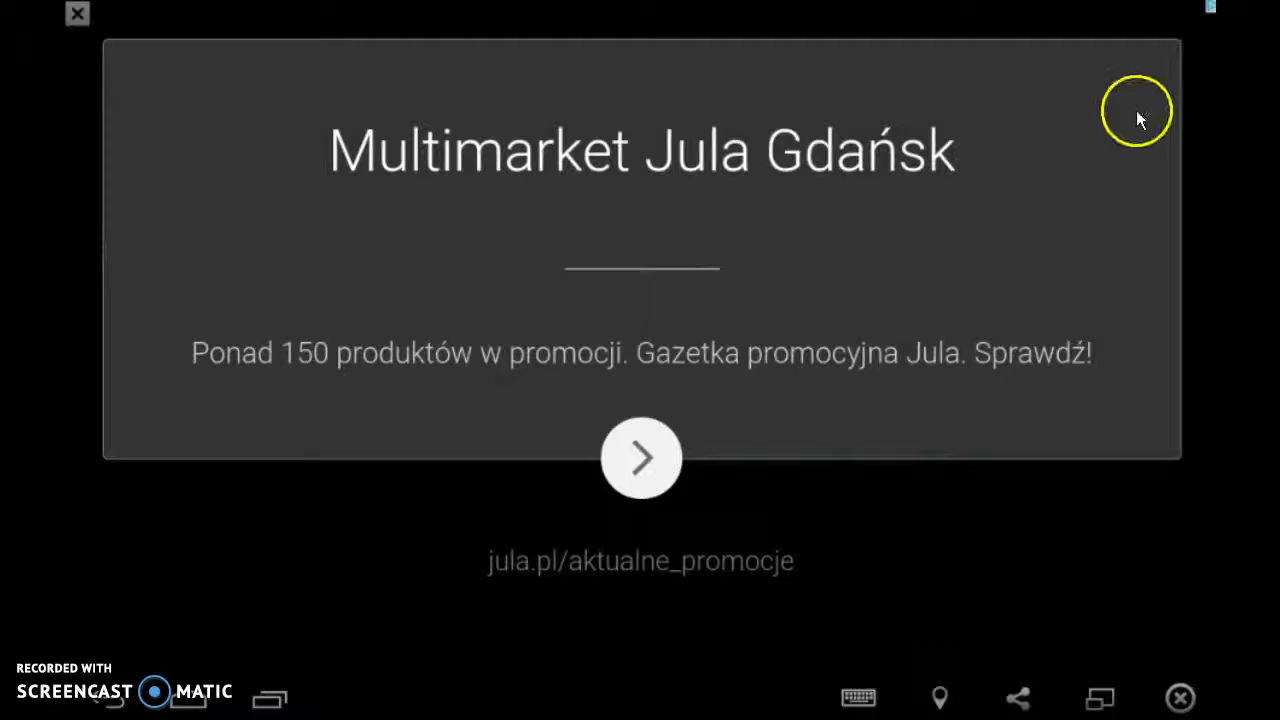 Multimarket Jula Gdańsk
Ponad 150 produktów w promocji. Gazetka promocyjna Jula. Sprawdź!
jula.pl/aktualne_promocje
RECORDED WITH
SCREENCAST MATIC